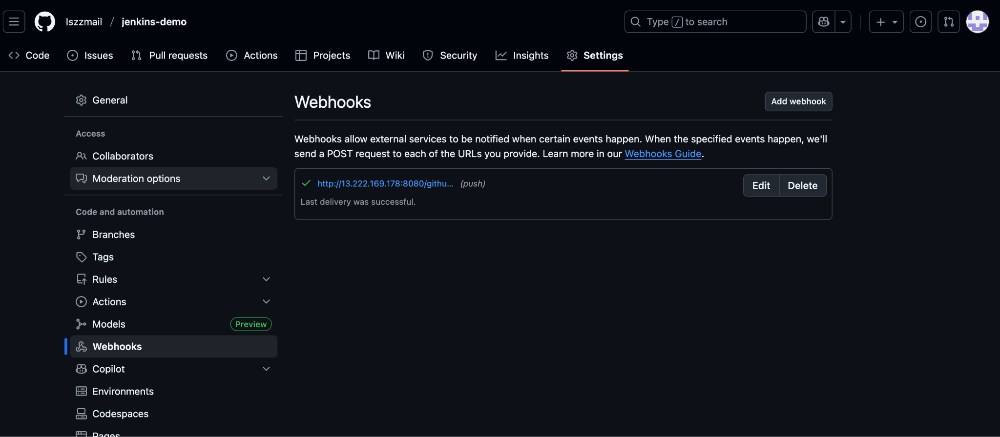 lszzmail / jenkins-demo
Type / to search
Code Issues Pull requests Actions Projects Wiki Security Insights Settings
General
Access
Collaborators
Moderation options
Code and automation
Branches
Tags
Rules
Actions
Models Preview
Webhooks
Copilot
Environments
Codespaces
Pages
Webhooks
Add webhook
Webhooks allow external services to be notified when certain events happen. When the specified events happen, we'll
send a POST request to each of the URLs you provide. Learn more in our Webhooks Guide.
http://13.222.169.178:8080/githu... (push)
Edit Delete
Last delivery was successful.